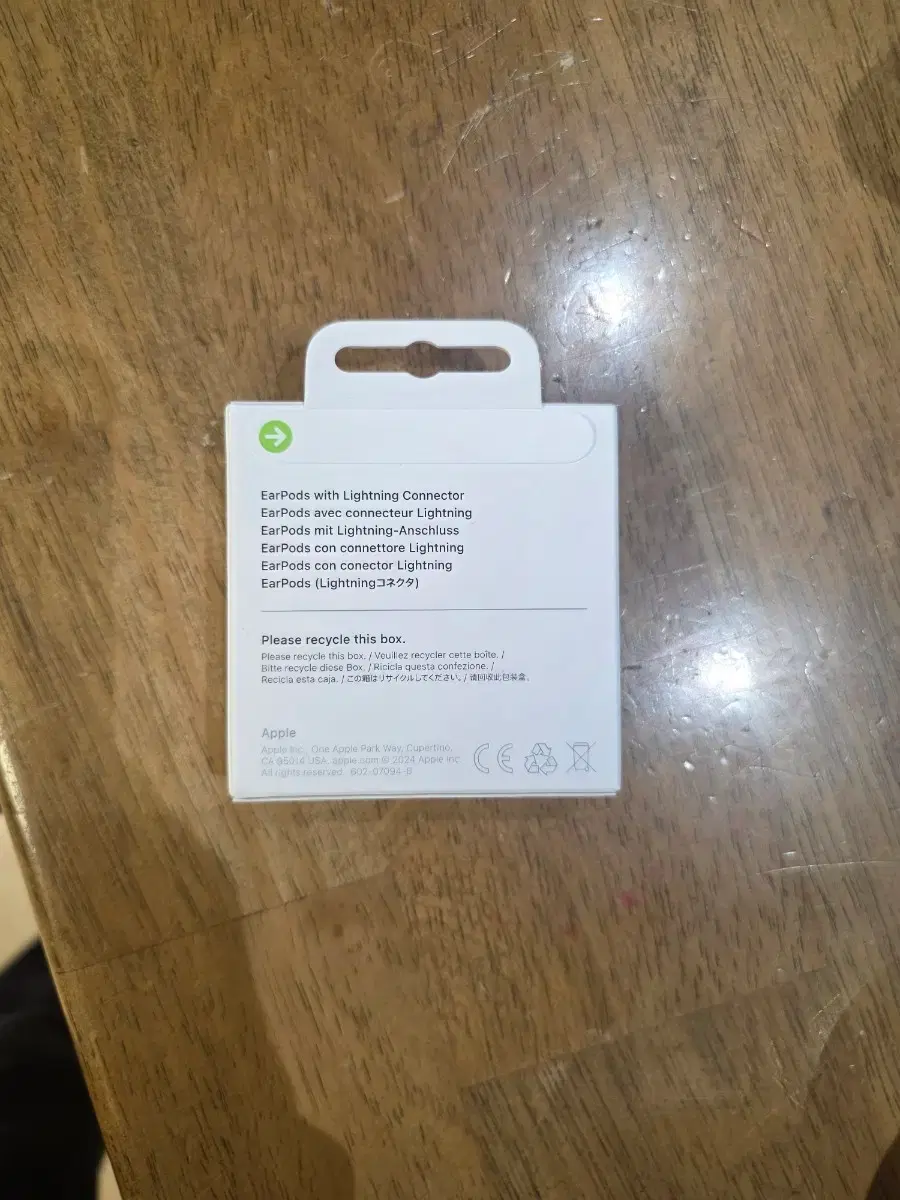 EarPods with Lightning Connector
EarPods avec connecteur Lightning
EarPods mit Lightning-Anschluss
EarPods con connettore Lightning
EarPods con conector Lightning
EarPods (Lightningコネクタ)
Please recycle this box.
Please recycle this box. / Veuillez recycler cette boîte. /
Bitte recycle diese Box. / Ricicla questa confezione. /
Recicla esta caja. / この箱はリサイクルしてください。/ 请回收此包装盒。
Apple
Apple Inc., One Apple Park Way, Cupertino,
CA 95014 USA. apple.com © 2024 Apple Inc.
All rights reserved. 602-07094-B
CE